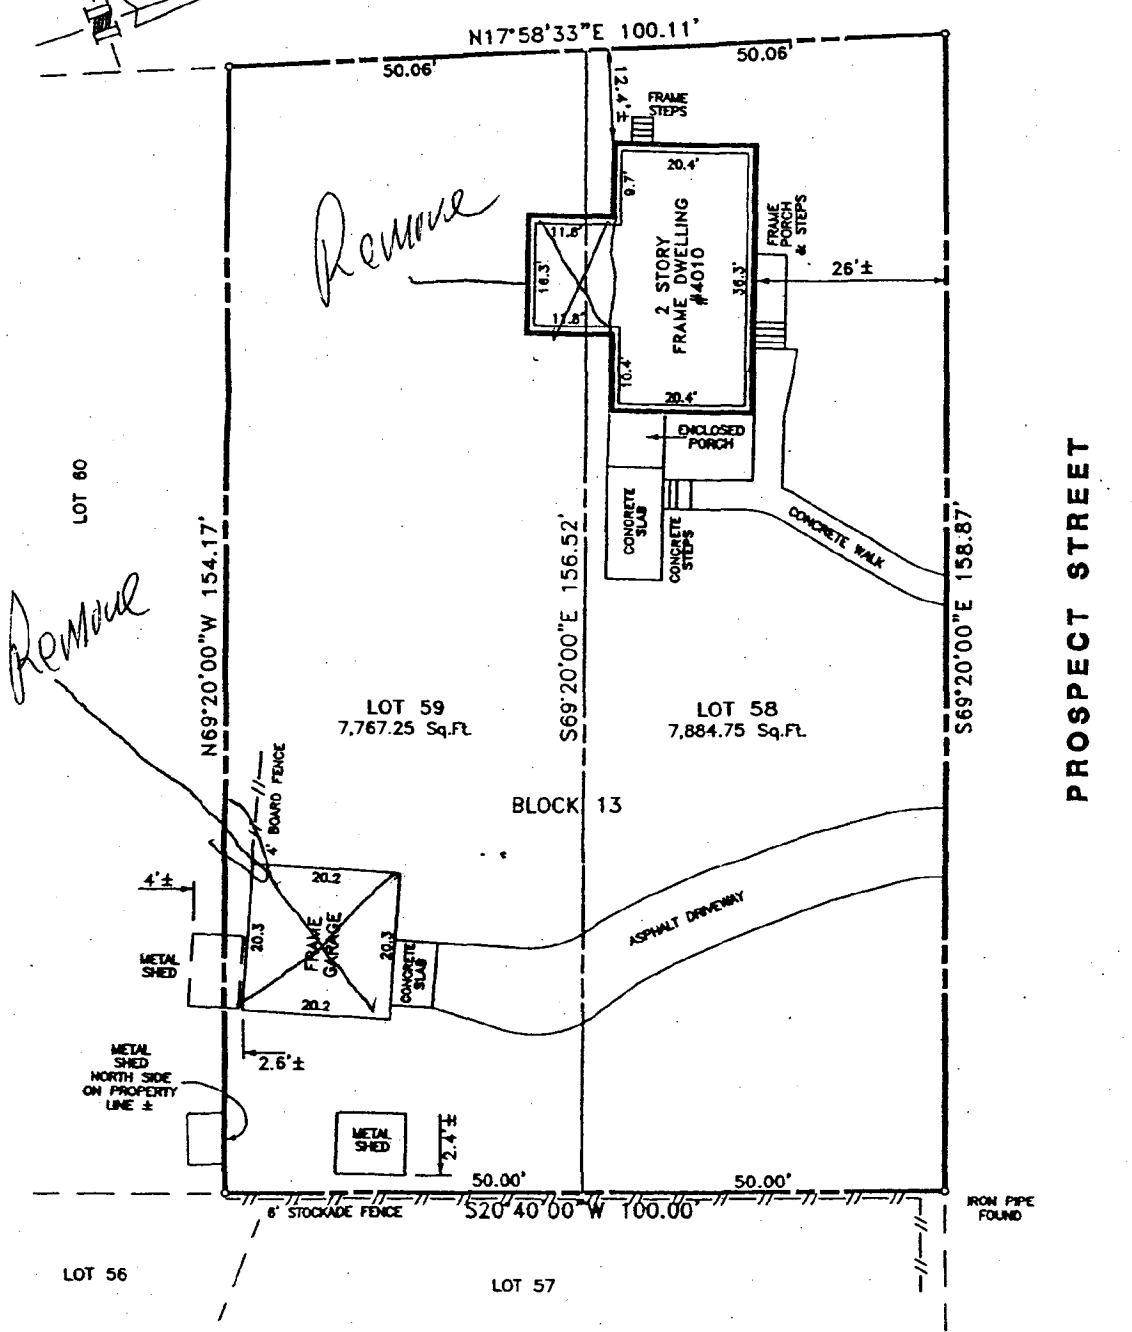 N17°58'33"E 100.11'
50.06'
50.06'
12.4'±
FRAME
STEPS
20.4'
9.7'
Remove
11.8'
16.3'
11.8'
2 STORY
FRAME DWELLING
#4010
36.3'
FRAME
PORCH
& STEPS
26'±
10.4'
20.4'
ENCLOSED
PORCH
LOT 60
CONCRETE
SLAB
CONCRETE
STEPS
CONCRETE WALK
N69°20'00"W 154.17'
S69°20'00"E 156.52'
S69°20'00"E 158.87'
PROSPECT STREET
Remove
LOT 59
7,767.25 Sq.Ft.
LOT 58
7,884.75 Sq.Ft.
4' BOARD FENCE
BLOCK 13
4'±
20.2
20.3
FRAME
GARAGE
20.3
20.2
METAL
SHED
CONCRETE
SLAB
ASPHALT DRIVEWAY
2.6'±
METAL
SHED
NORTH SIDE
ON PROPERTY
LINE ±
METAL
SHED
2.4'±
50.00'
50.00'
6' STOCKADE FENCE
S20°40'00"W 100.00'
IRON PIPE
FOUND
LOT 56
LOT 57